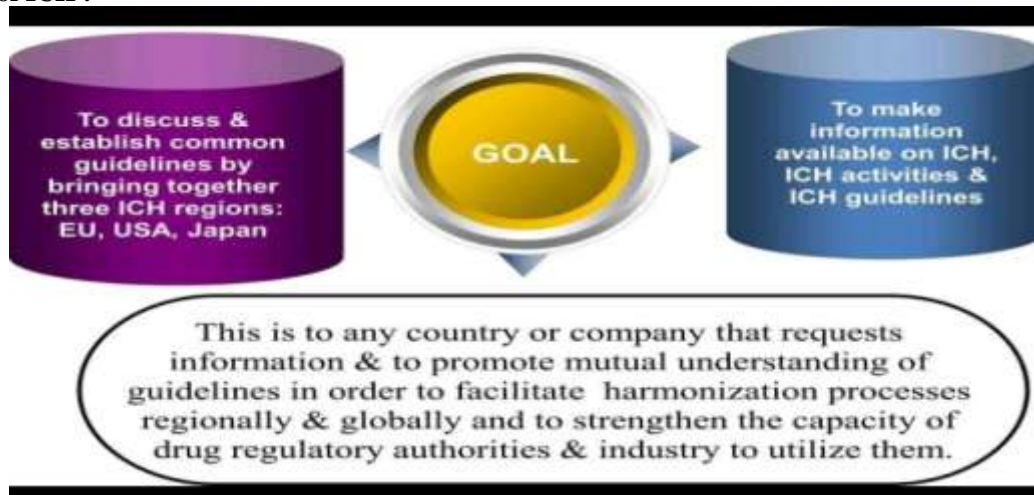 To discuss &
establish common
guidelines by
bringing together
three ICH regions:
EU, USA, Japan
GOAL
To make
information
available on ICH,
ICH activities &
ICH guidelines
This is to any country or company that requests
information & to promote mutual understanding of
guidelines in order to facilitate harmonization processes
regionally & globally and to strengthen the capacity of
drug regulatory authorities & industry to utilize them.